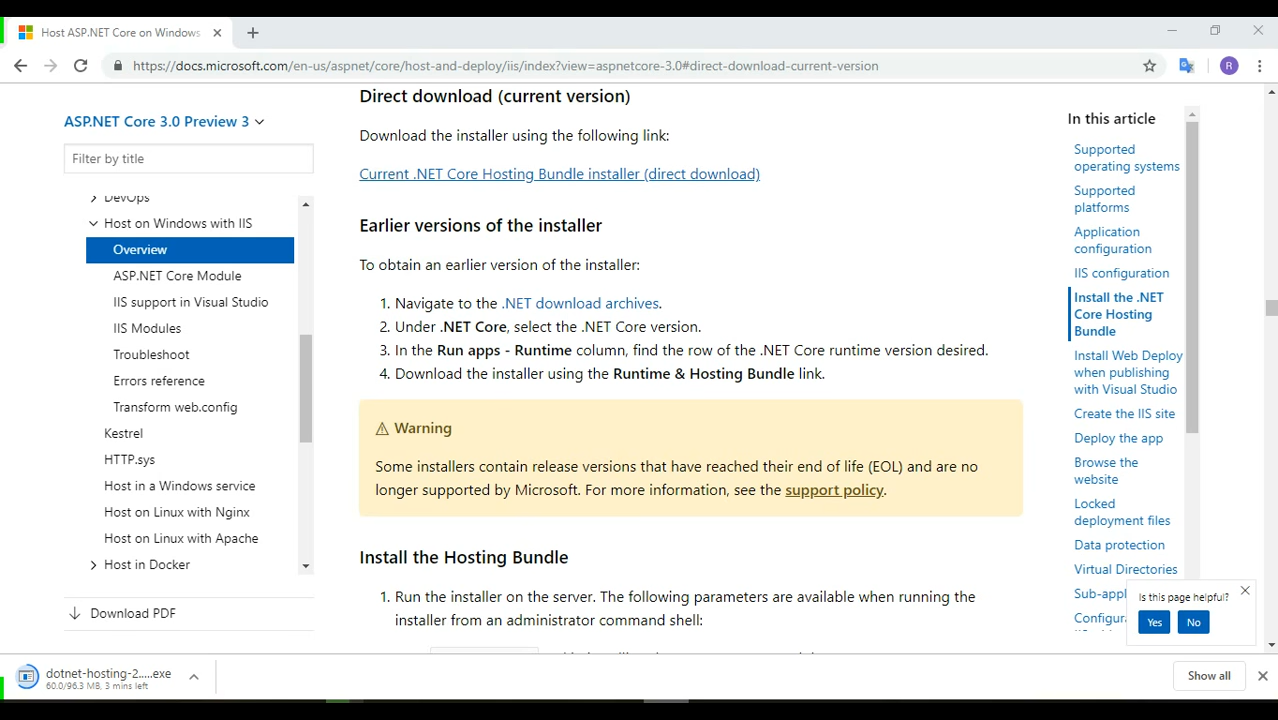 Host ASP.NET Core on Windows
https://docs.microsoft.com/en-us/aspnet/core/host-and-deploy/iis/index?view=aspnetcore-3.0#direct-download-current-version
R
ASP.NET Core 3.0 Preview 3
Filter by title
DevOps
Host on Windows with IIS
Overview
ASP.NET Core Module
IIS support in Visual Studio
IIS Modules
Troubleshoot
Errors reference
Transform web.config
Kestrel
HTTP.sys
Host in a Windows service
Host on Linux with Nginx
Host on Linux with Apache
Host in Docker
Download PDF
Direct download (current version)
Download the installer using the following link:
Current .NET Core Hosting Bundle installer (direct download)
Earlier versions of the installer
To obtain an earlier version of the installer:
1. Navigate to the .NET download archives.
2. Under .NET Core, select the .NET Core version.
3. In the Run apps - Runtime column, find the row of the .NET Core runtime version desired.
4. Download the installer using the Runtime & Hosting Bundle link.
Warning
Some installers contain release versions that have reached their end of life (EOL) and are no
longer supported by Microsoft. For more information, see the support policy.
Install the Hosting Bundle
1. Run the installer on the server. The following parameters are available when running the
installer from an administrator command shell:
In this article
Supported
operating systems
Supported
platforms
Application
configuration
IIS configuration
Install the .NET
Core Hosting
Bundle
Install Web Deploy
when publishing
with Visual Studio
Create the IIS site
Deploy the app
Browse the
website
Locked
deployment files
Data protection
Virtual Directories
Sub-appl
Configura
Is this page helpful?
Yes
No
dotnet-hosting-2.....exe
60.0/96.3 MB, 3 mins left
Show all